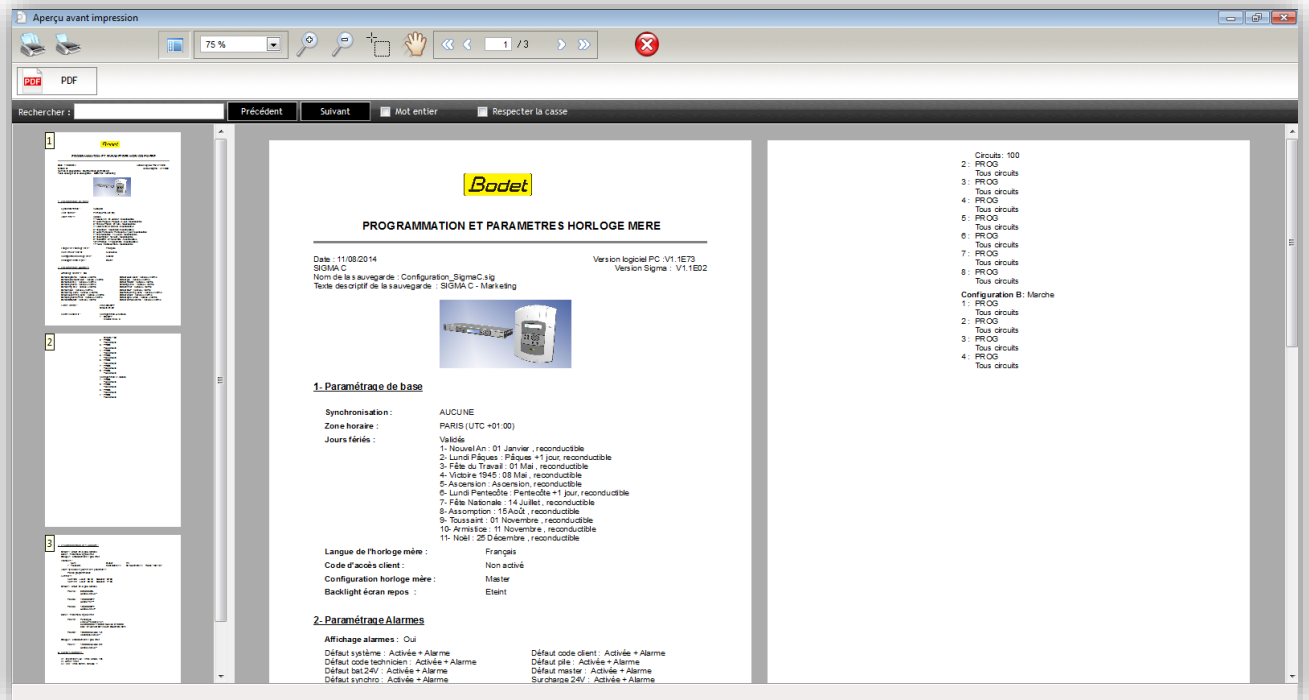 Aperçu avant impression
75 %
1 / 3
PDF
PDF
Rechercher :
Précédent
Suivant
Mot entier
Respecter la casse
1
2
3
Bodet
PROGRAMMATION ET PARAMETRES HORLOGE MERE
Date : 11/08/2014
Version logiciel PC :V1.1E73
SIGMA C
Version Sigma : V1.1E02
Nom de la sauvegarde : Configuration_SigmaC.sig
Texte descriptif de la sauvegarde : SIGMA C - Marketing
1- Paramétrage de base
Synchronisation : AUCUNE
Zone horaire : PARIS (UTC +01:00)
Jours fériés : Validés
1- Nouvel An : 01 Janvier , reconductible
2- Lundi Pâques : Pâques +1 jour, reconductible
3- Fête du Travail : 01 Mai , reconductible
4- Victoire 1945 : 08 Mai , reconductible
5- Ascension : Ascension, reconductible
6- Lundi Pentecôte : Pentecôte +1 jour, reconductible
7- Fête Nationale : 14 Juillet , reconductible
8- Assomption : 15 Août , reconductible
9- Toussaint : 01 Novembre , reconductible
10- Armistice : 11 Novembre , reconductible
11- Noël : 25 Décembre , reconductible
Langue de l'horloge mère : Français
Code d'accès client : Non activé
Configuration horloge mère : Master
Backlight écran repos : Eteint
2- Paramétrage Alarmes
Affichage alarmes : Oui
Défaut système : Activée + Alarme
Défaut code client : Activée + Alarme
Défaut code technicien : Activée + Alarme
Défaut pile : Activée + Alarme
Défaut bat 24V : Activée + Alarme
Défaut master : Activée + Alarme
Défaut synchro : Activée + Alarme
Surcharge 24V : Activée + Alarme
Circuits: 100
2 : PROG
Tous circuits
3 : PROG
Tous circuits
4 : PROG
Tous circuits
5 : PROG
Tous circuits
6 : PROG
Tous circuits
7 : PROG
Tous circuits
8 : PROG
Tous circuits
Configuration B: Marche
1 : PROG
Tous circuits
2 : PROG
Tous circuits
3 : PROG
Tous circuits
4 : PROG
Tous circuits